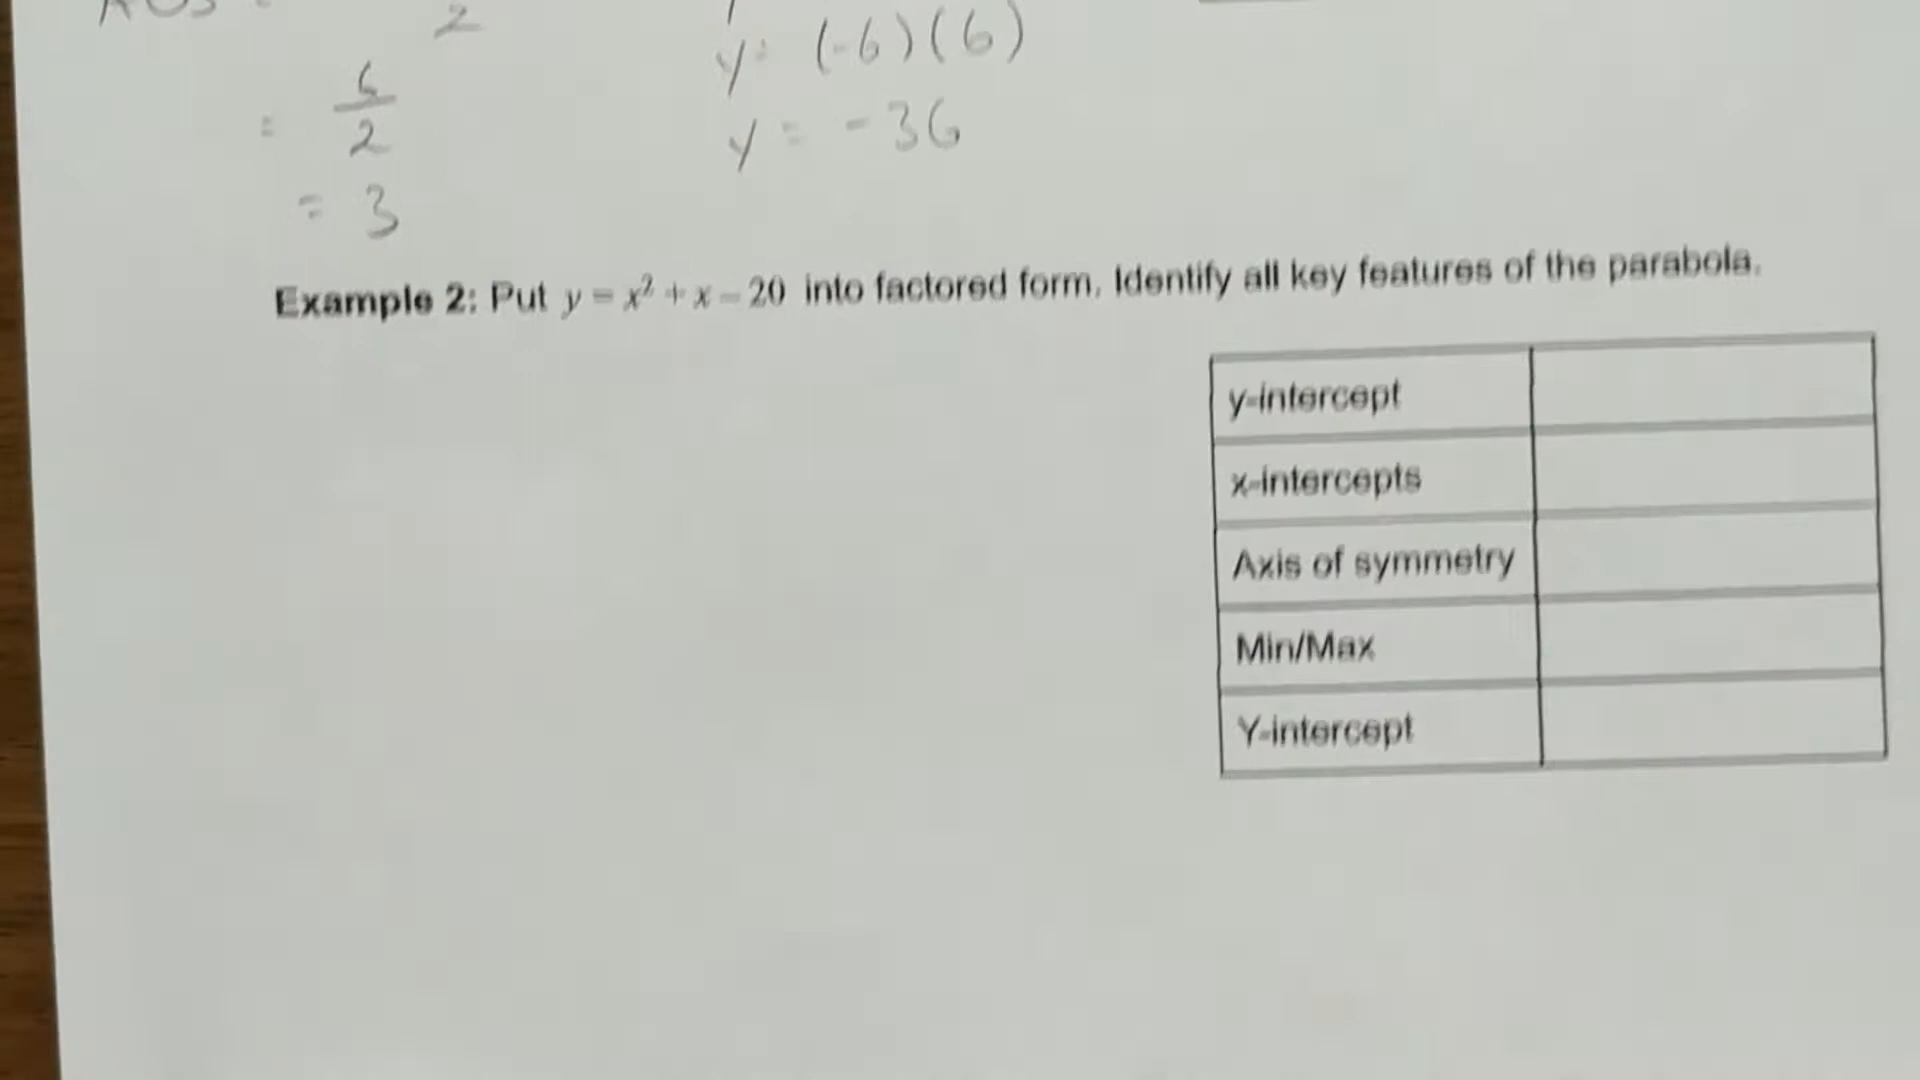 2
y = (-6)(6)
= 6/2
y = -36
= 3
Example 2: Put y = x² + x - 20 into factored form. Identify all key features of the parabola.
y-intercept
x-intercepts
Axis of symmetry
Min/Max
Y-intercept